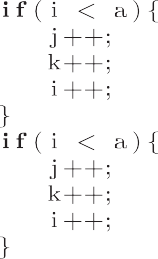 if ( i < a ) {
    j++;
    k++;
    i++;
}
if ( i < a ) {
    j++;
    k++;
    i++;
}